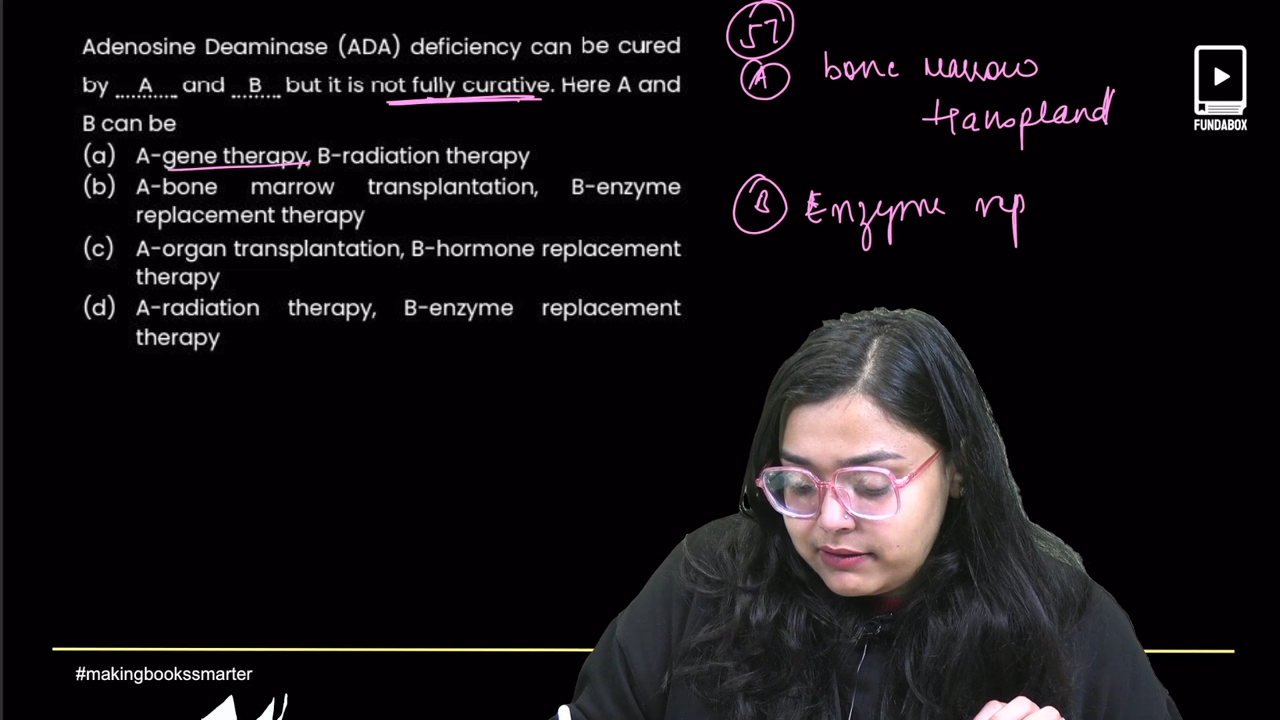 Adenosine Deaminase (ADA) deficiency can be cured
by A and B but it is not fully curative. Here A and
B can be
(a) A-gene therapy, B-radiation therapy
(b) A-bone marrow transplantation, B-enzyme
replacement therapy
(c) A-organ transplantation, B-hormone replacement
therapy
(d) A-radiation therapy, B-enzyme replacement
therapy
57
A bone marrow
transpland
B Enzyme rep
FUNDABOX
#makingbookssmarter